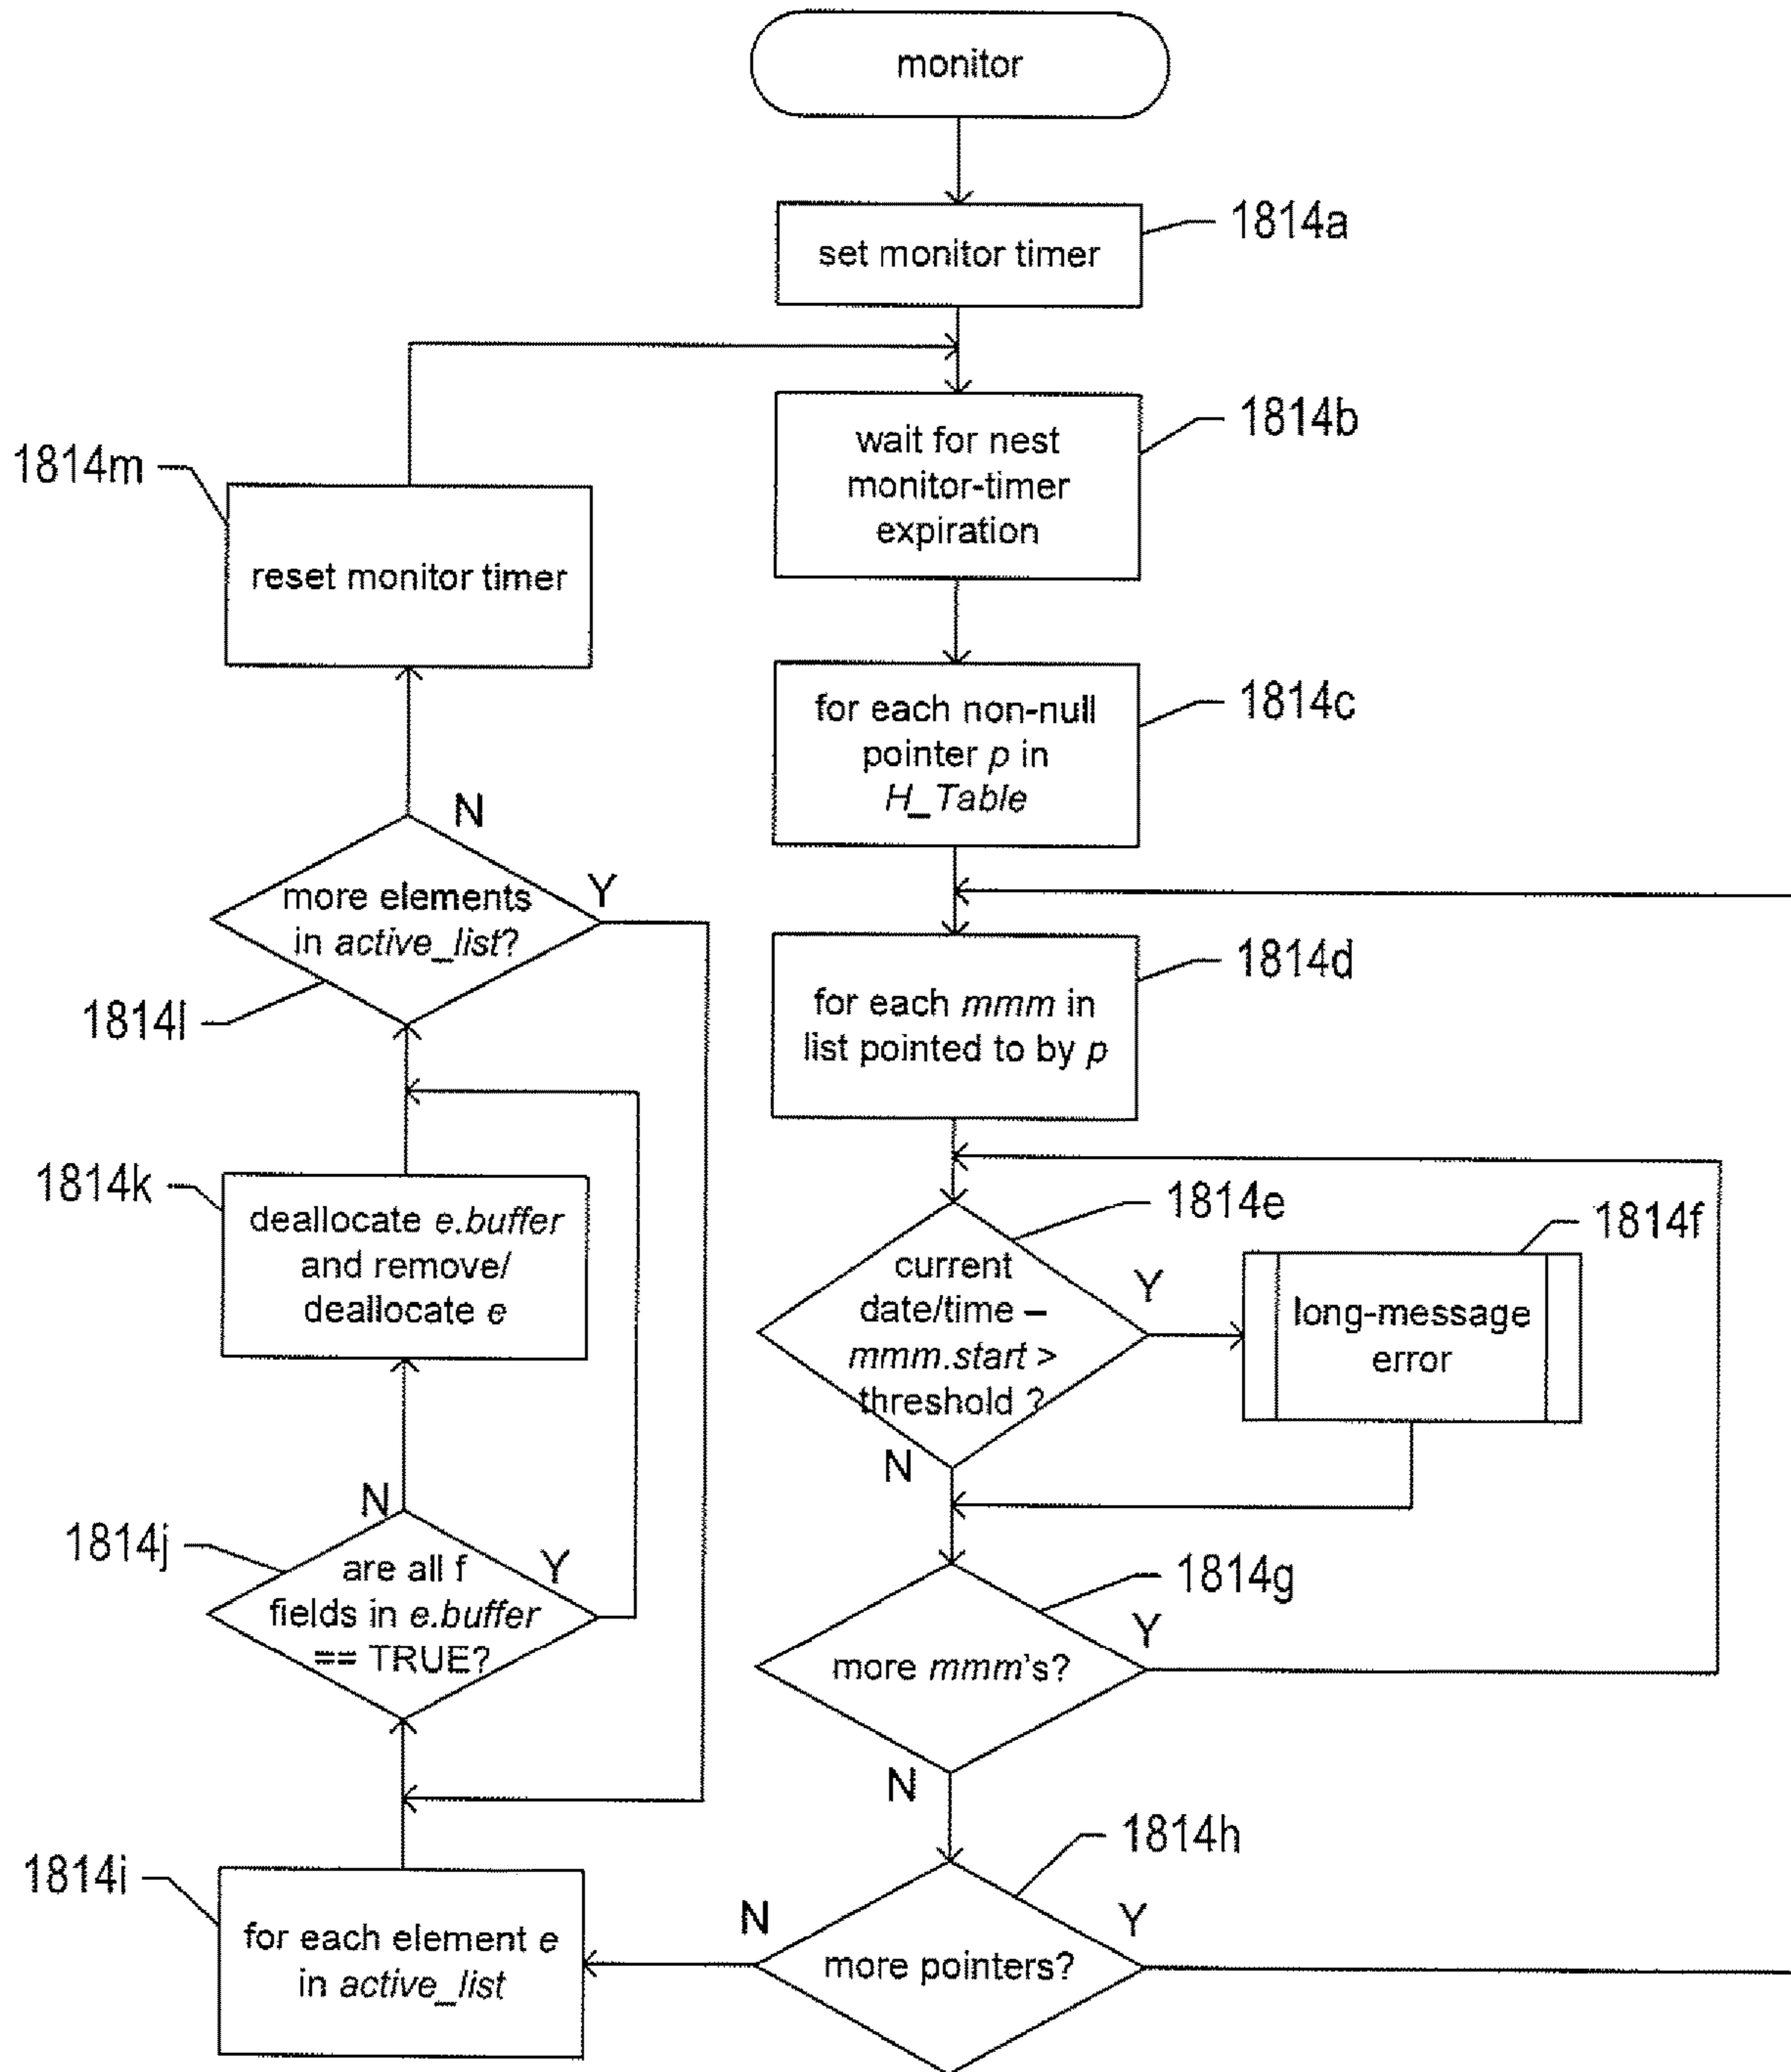 monitor
set monitor timer
1814a
wait for nest
monitor-timer
expiration
1814b
for each non-null
pointer p in
H_Table
1814c
for each mmm in
list pointed to by p
1814d
current
date/time –
mmm.start >
threshold ?
1814e
Y
N
long-message
error
1814f
more mmm's?
1814g
Y
N
more pointers?
1814h
N
Y
for each element e
in active_list
1814i
are all f
fields in e.buffer
== TRUE?
1814j
N
Y
deallocate e.buffer
and remove/
deallocate e
1814k
more elements
in active_list?
1814l
N
Y
reset monitor timer
1814m